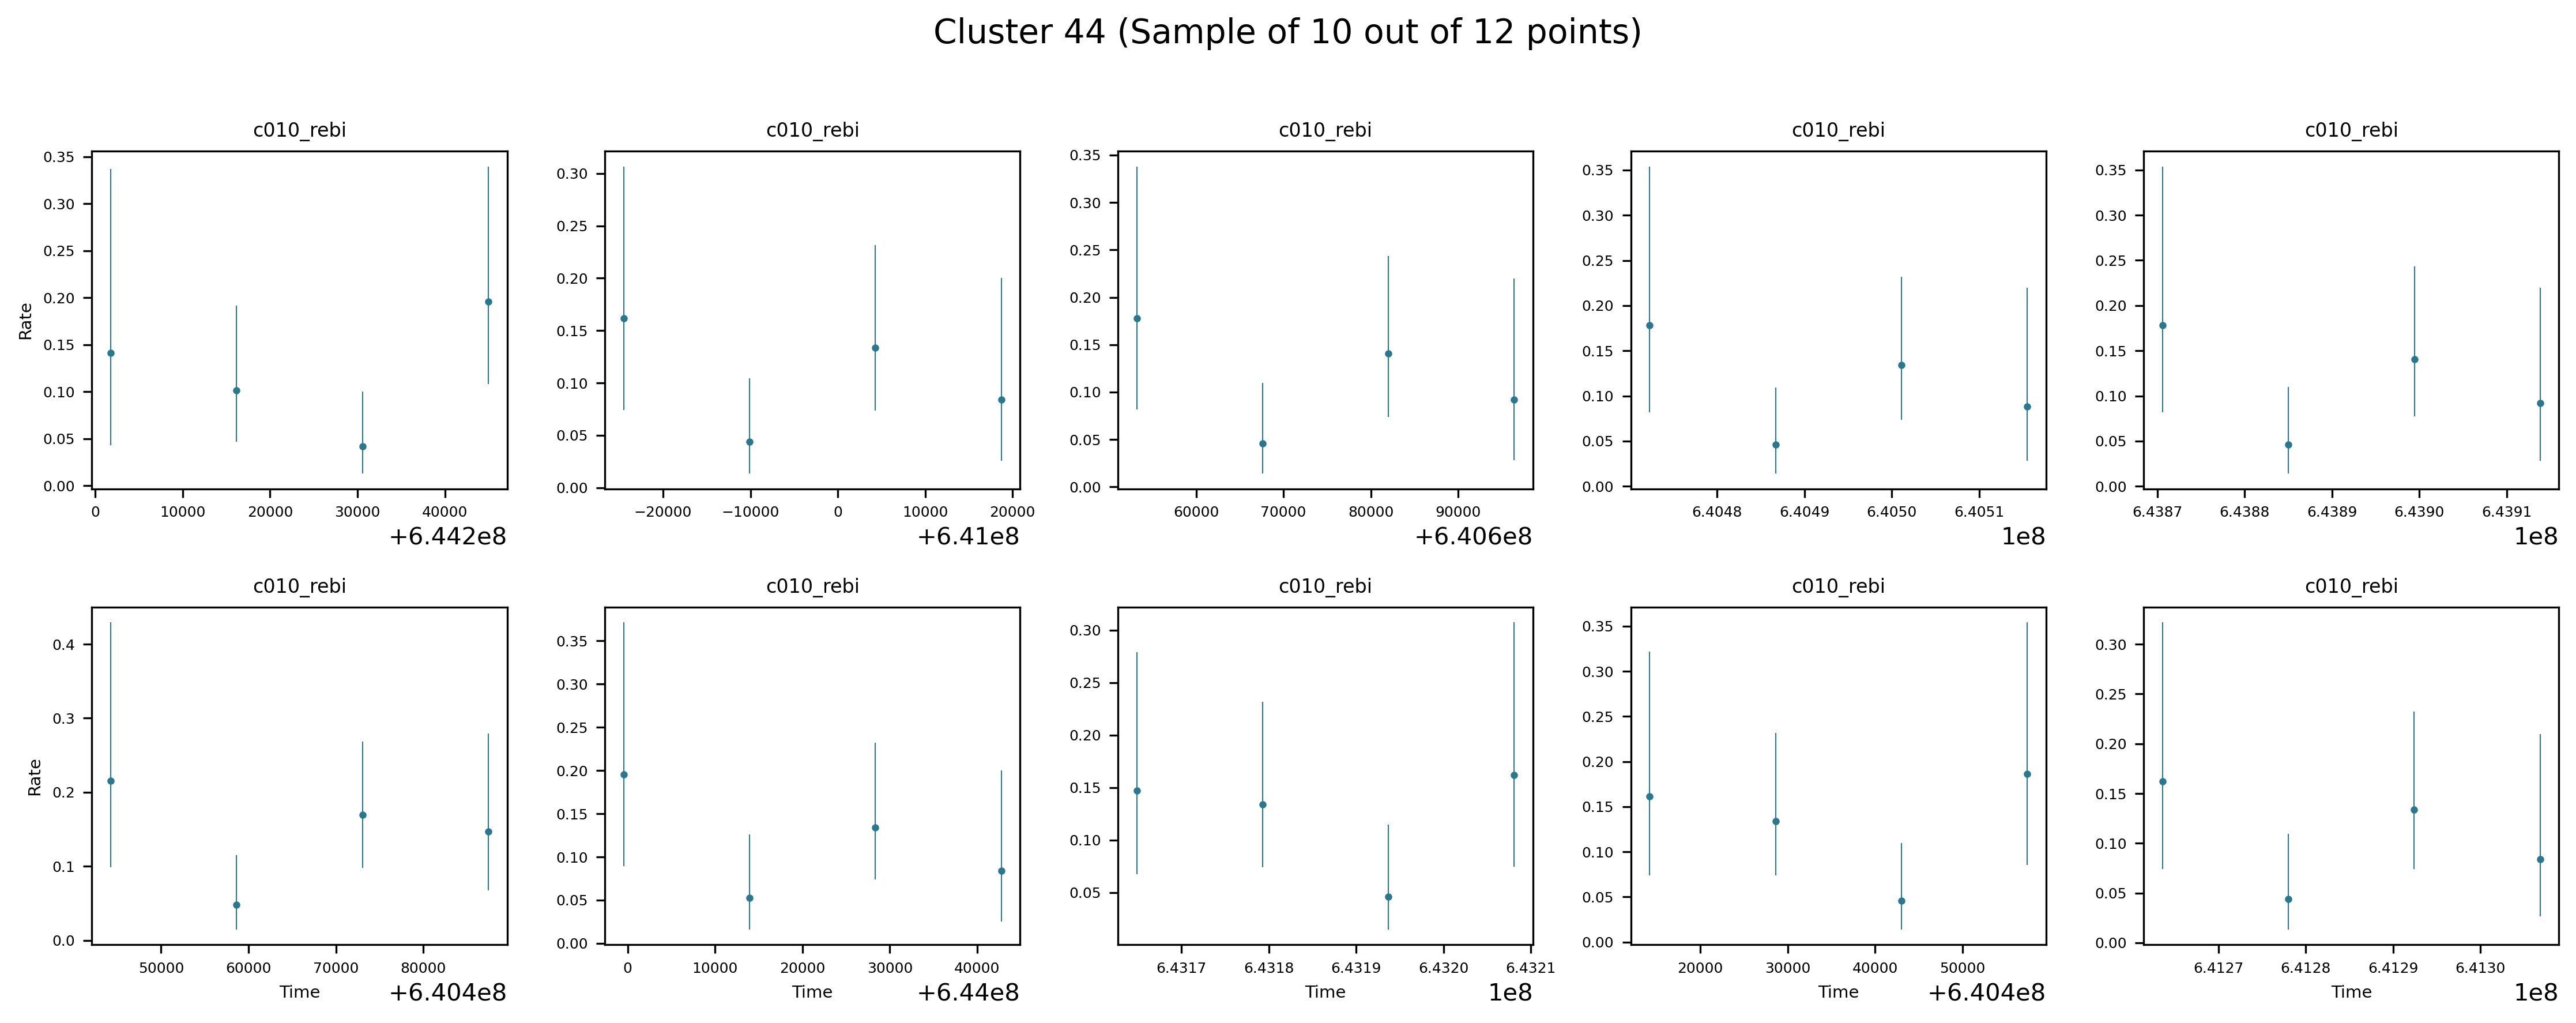 Cluster 44 (Sample of 10 out of 12 points)
c010_rebi c010_rebi c010_rebi c010_rebi c010_rebi
Rate
0.35
0.30
0.25
0.20
0.15
0.10
0.05
0.00
0 10000 20000 30000 40000
+6.442e8
0.30
0.25
0.20
0.15
0.10
0.05
0.00
−20000 −10000 0 10000 20000
+6.41e8
0.35
0.30
0.25
0.20
0.15
0.10
0.05
0.00
60000 70000 80000 90000
+6.406e8
0.35
0.30
0.25
0.20
0.15
0.10
0.05
0.00
6.4048 6.4049 6.4050 6.4051
1e8
0.35
0.30
0.25
0.20
0.15
0.10
0.05
0.00
6.4387 6.4388 6.4389 6.4390 6.4391
1e8
c010_rebi c010_rebi c010_rebi c010_rebi c010_rebi
Rate
0.4
0.3
0.2
0.1
0.0
50000 60000 70000 80000
Time +6.404e8
0.35
0.30
0.25
0.20
0.15
0.10
0.05
0.00
0 10000 20000 30000 40000
Time +6.44e8
0.30
0.25
0.20
0.15
0.10
0.05
6.4317 6.4318 6.4319 6.4320 6.4321
Time 1e8
0.35
0.30
0.25
0.20
0.15
0.10
0.05
0.00
20000 30000 40000 50000
Time +6.404e8
0.30
0.25
0.20
0.15
0.10
0.05
0.00
6.4127 6.4128 6.4129 6.4130
Time 1e8